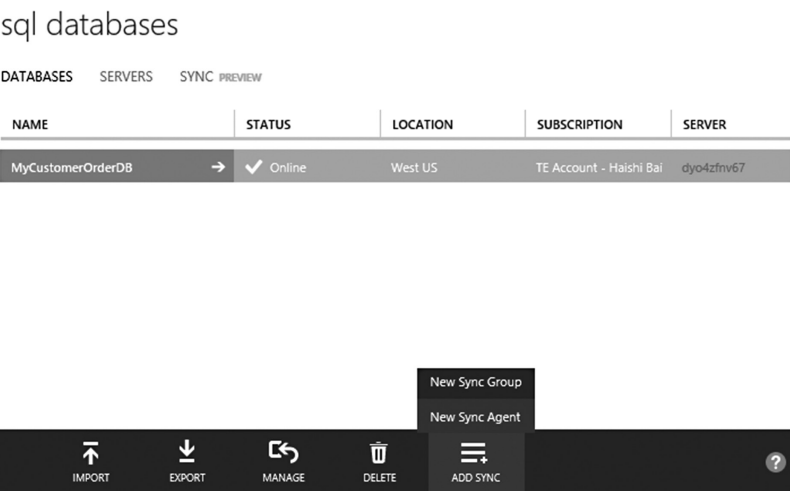 sql databases
DATABASES SERVERS SYNC PREVIEW
NAME STATUS LOCATION SUBSCRIPTION SERVER
MyCustomerOrderDB Online West US TE Account - Haishi Bai dyo4zfnv67
New Sync Group
New Sync Agent
IMPORT EXPORT MANAGE DELETE ADD SYNC ?